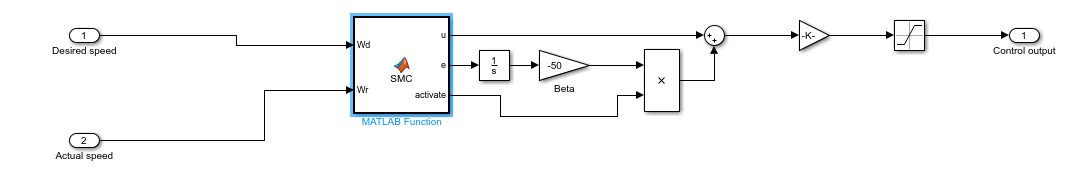 1
Desired speed
2
Actual speed
Wd
Wr
SMC
u
e
activate
MATLAB Function
1
s
-50
Beta
×
+
+
-K-
1
Control output